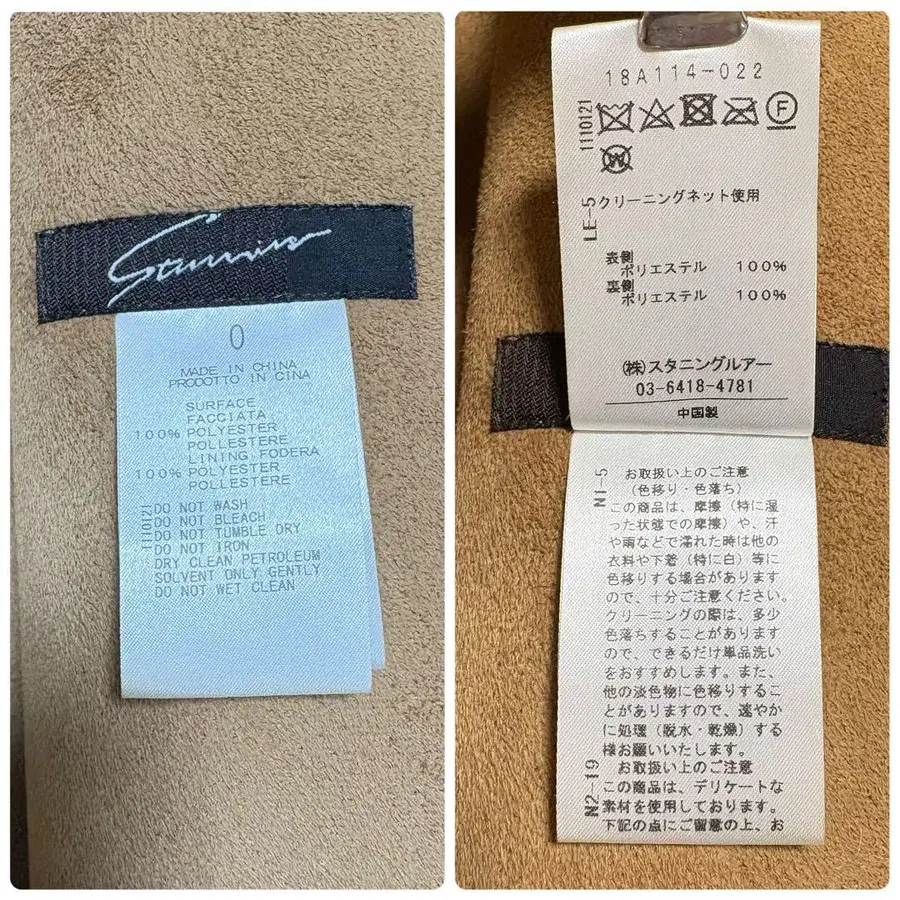 0
MADE IN CHINA
PRODOTTO IN CINA
SURFACE
FACCIATA
100% POLYESTER
POLLESTERE
LINING.FODERA
100% POLYESTER
POLLESTERE
1110121
DO NOT WASH
DO NOT BLEACH
DO NOT TUMBLE DRY
DO NOT IRON
DRY CLEAN PETROLEUM
SOLVENT ONLY GENTLY
DO NOT WET CLEAN
18A114-022
1110121
F
W
LE-5
クリーニングネット使用
表側
ポリエステル 100%
裏側
ポリエステル 100%
(株)スタニングルアー
03-6418-4781
中国製
N1-5
お取扱い上のご注意
(色移り・色落ち)
この商品は、摩擦(特に湿
った状態での摩擦)や、汗
や雨などで濡れた時は他の
衣料や下着(特に白)等に
色移りする場合があります
ので、十分ご注意ください。
クリーニングの際は、多少
色落ちすることがあります
ので、できるだけ単品洗い
をおすすめします。また、
他の淡色物に色移りするこ
とがありますので、速やか
に処理(脱水・乾燥)する
様お願いいたします。
N2-19
お取扱い上のご注意
この商品は、デリケートな
素材を使用しております。
下記の点にご留意の上、お